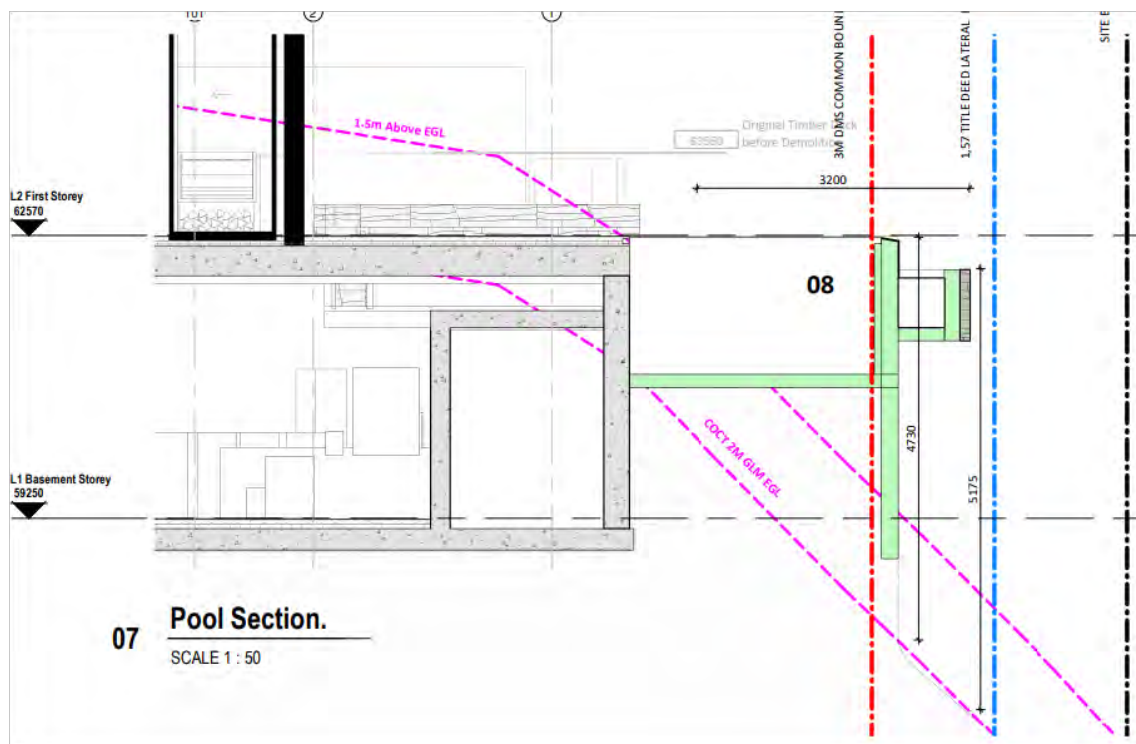 2
1
3M DMS COMMON BOUN
1,57 TITLE DEED LATERAL
SITE
1.5m Above EGL
63560
Original Timber Deck
before Demolition
3200
L2 First Storey
62570
08
COCT 2M GLM EGL
4730
5175
L1 Basement Storey
59250
07
Pool Section.
SCALE 1 : 50